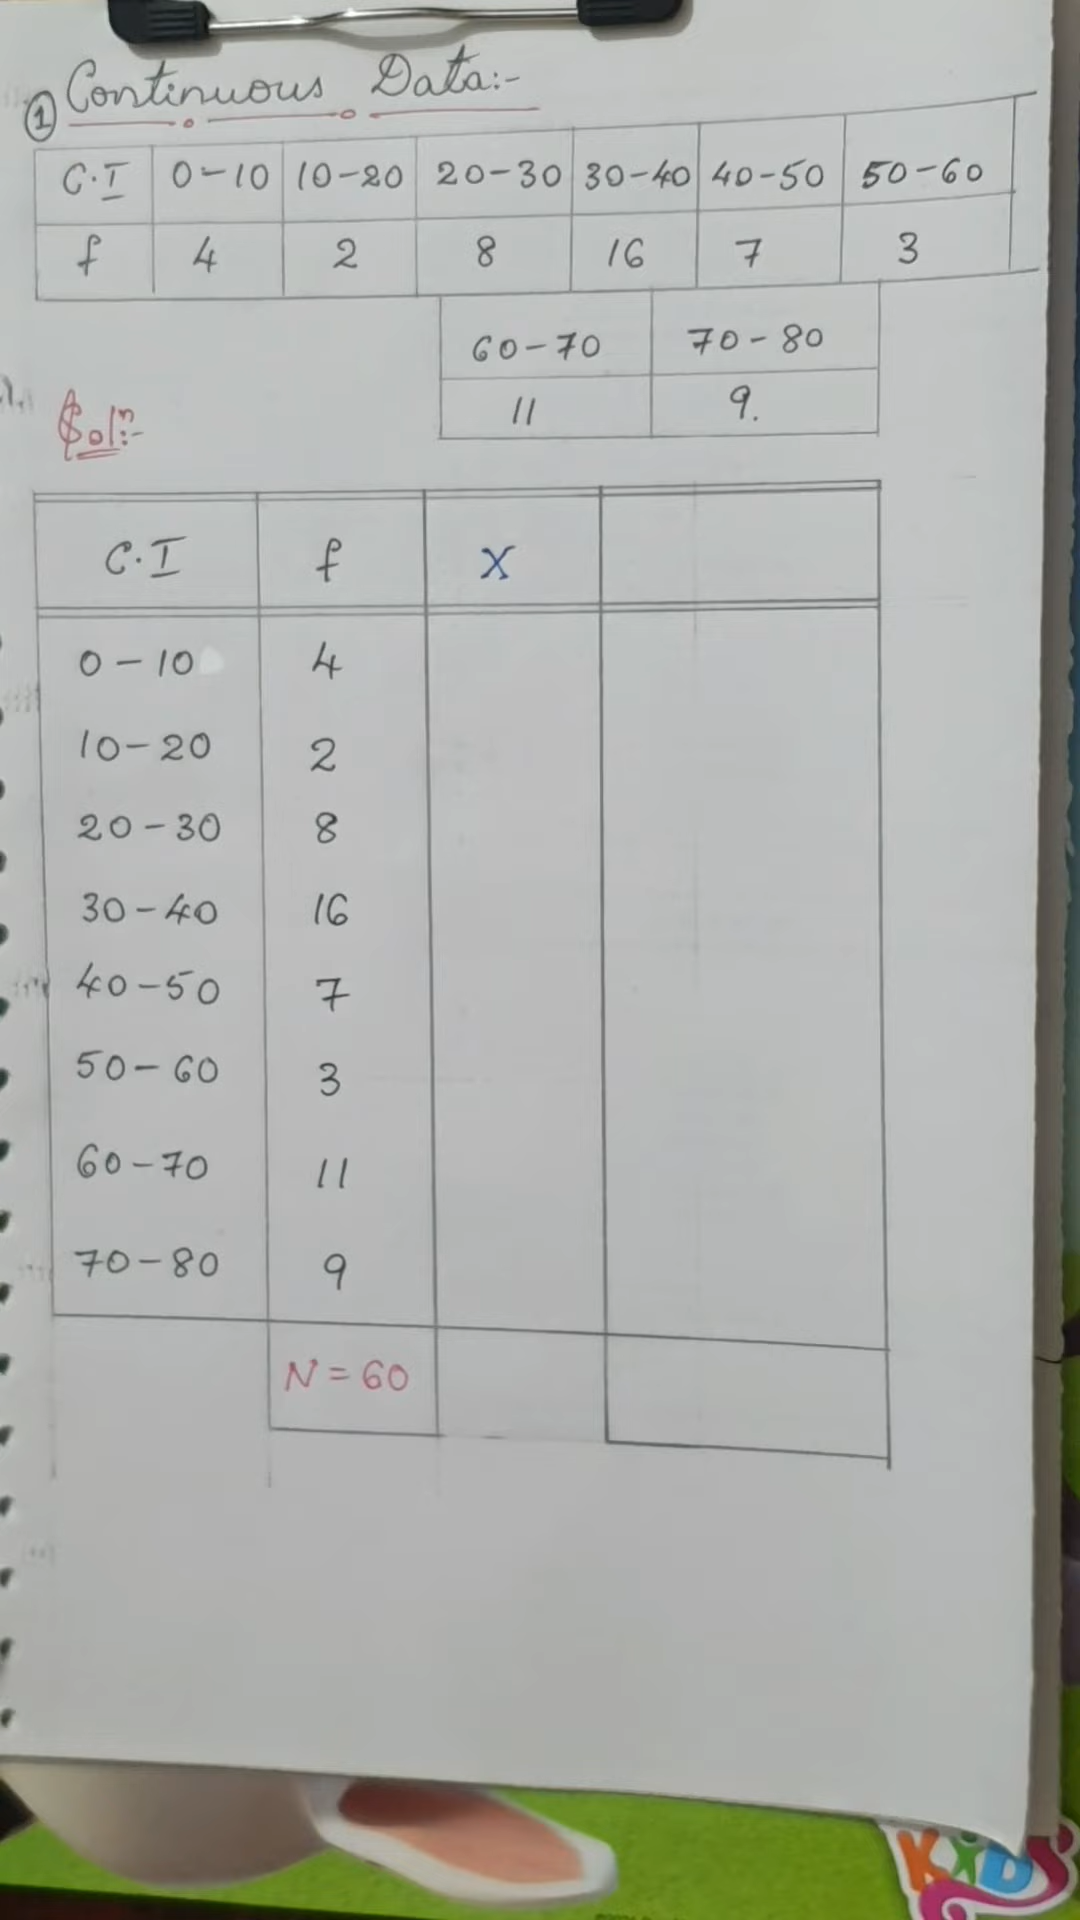 ① Continuous Data:-
C.I 0-10 10-20 20-30 30-40 40-50 50-60
f 4 2 8 16 7 3
60-70 70-80
11 9.
Solⁿ:-
C.I f X
0-10 4
10-20 2
20-30 8
30-40 16
40-50 7
50-60 3
60-70 11
70-80 9
N = 60
KiDS